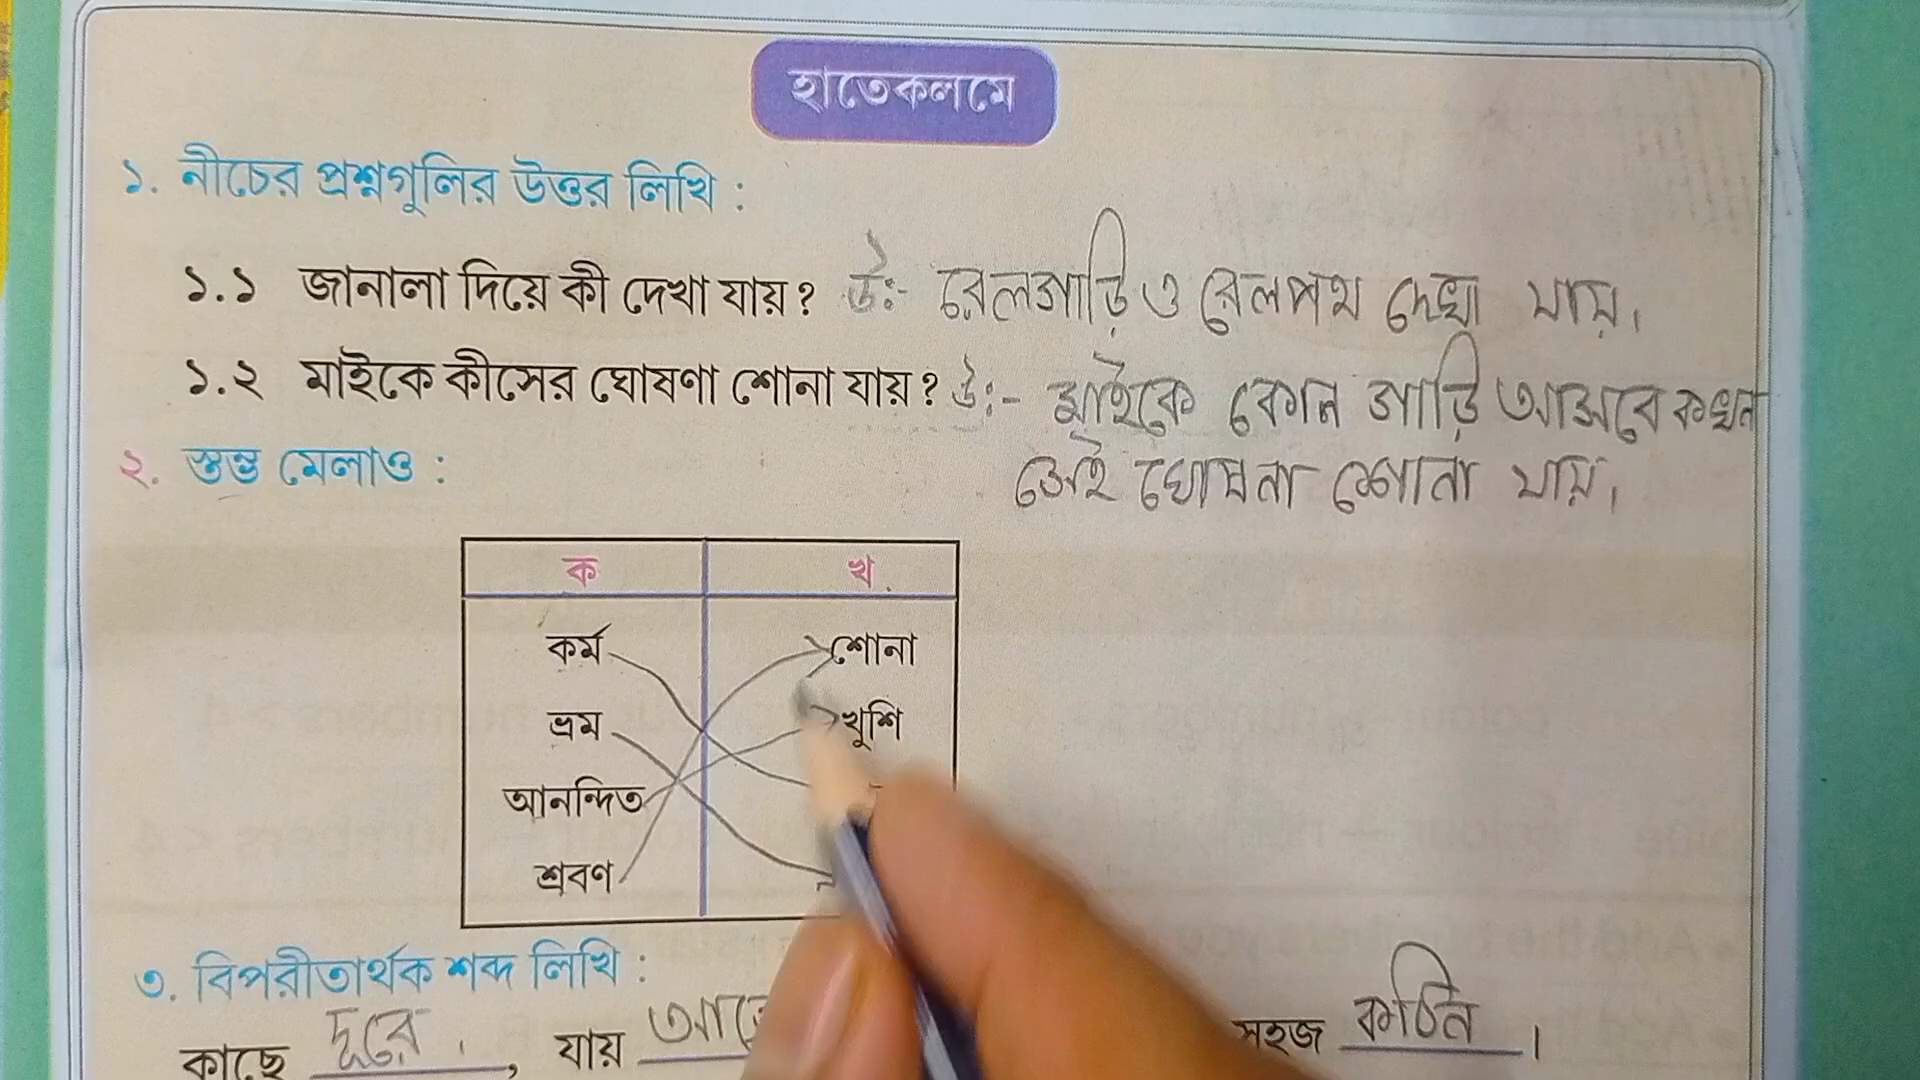 হাতেকলমে
১. নীচের প্রশ্নগুলির উত্তর লিখি :
১.১ জানালা দিয়ে কী দেখা যায়? উঃ- রেলগাড়ি ও রেলপথ দেখা যায়।
১.২ মাইকে কীসের ঘোষণা শোনা যায়? উঃ- মাইকে কোন গাড়ি আসবে কখন
সেই ঘোষনা শোনা যায়।
২. স্তম্ভ মেলাও :
ক খ
কর্ম শোনা
ভ্রম খুশি
আনন্দিত
শ্রবণ
৩. বিপরীতার্থক শব্দ লিখি :
কাছে দূরে , যায় সহজ কঠিন ।